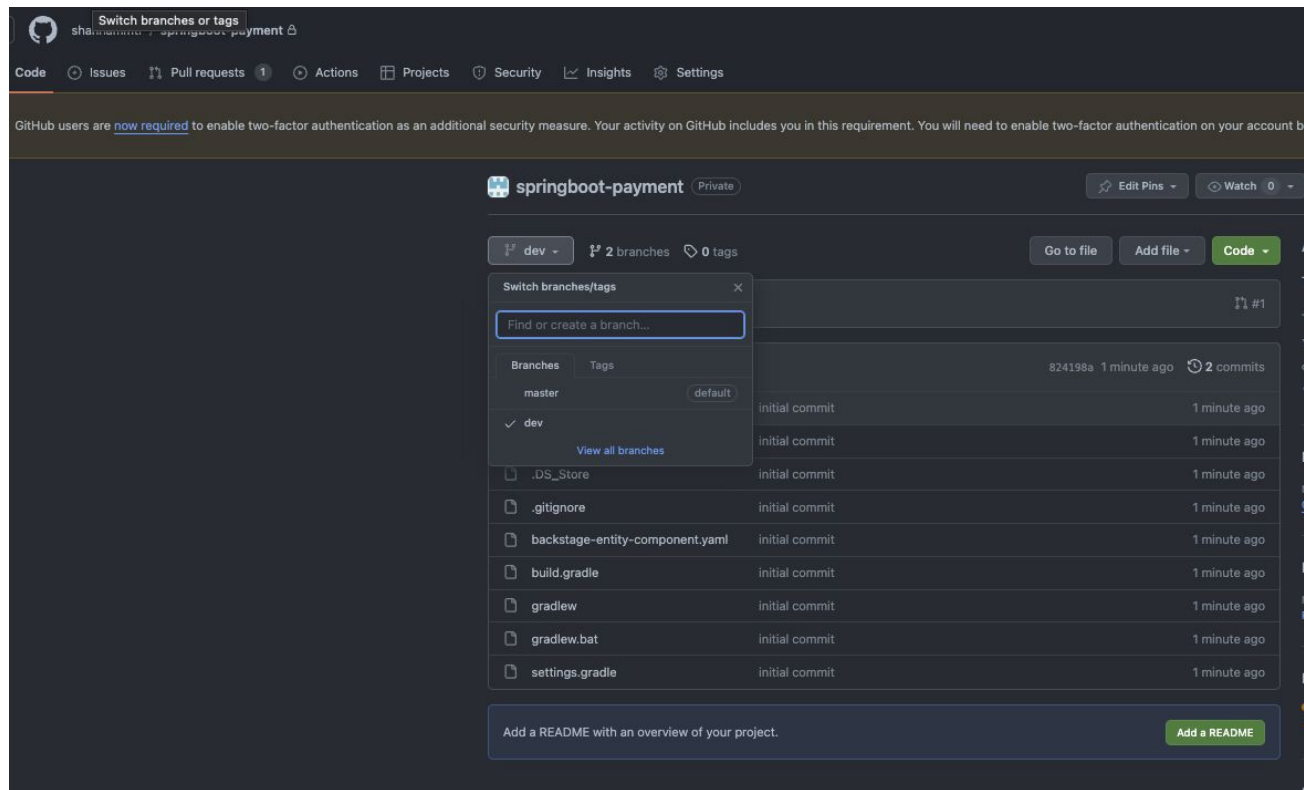 Switch branches or tags
springboot-payment
Code Issues Pull requests 1 Actions Projects Security Insights Settings
GitHub users are now required to enable two-factor authentication as an additional security measure. Your activity on GitHub includes you in this requirement. You will need to enable two-factor authentication on your account b
springboot-payment Private Edit Pins Watch 0
dev 2 branches 0 tags Go to file Add file Code
Switch branches/tags
#1
Find or create a branch...
Branches Tags
824198a 1 minute ago 2 commits
master default
initial commit 1 minute ago
dev
initial commit 1 minute ago
View all branches
.DS_Store initial commit 1 minute ago
.gitignore initial commit 1 minute ago
backstage-entity-component.yaml initial commit 1 minute ago
build.gradle initial commit 1 minute ago
gradlew initial commit 1 minute ago
gradlew.bat initial commit 1 minute ago
settings.gradle initial commit 1 minute ago
Add a README with an overview of your project. Add a README